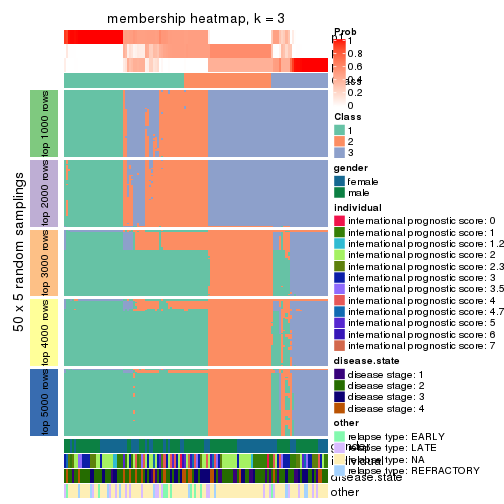 membership heatmap, k = 3
50 x 5 random samplings
top 1000 rows
top 2000 rows
top 3000 rows
top 4000 rows
top 5000 rows
Class
gender
individual
disease.state
other
Prob
1
0.8
0.6
0.4
0.2
0
Class
1
2
3
gender
female
male
individual
international prognostic score: 0
international prognostic score: 1
international prognostic score: 1.2
international prognostic score: 2
international prognostic score: 2.3
international prognostic score: 3
international prognostic score: 3.5
international prognostic score: 4
international prognostic score: 4.7
international prognostic score: 5
international prognostic score: 6
international prognostic score: 7
disease.state
disease stage: 1
disease stage: 2
disease stage: 3
disease stage: 4
other
relapse type: EARLY
relapse type: LATE
relapse type: NA
relapse type: REFRACTORY